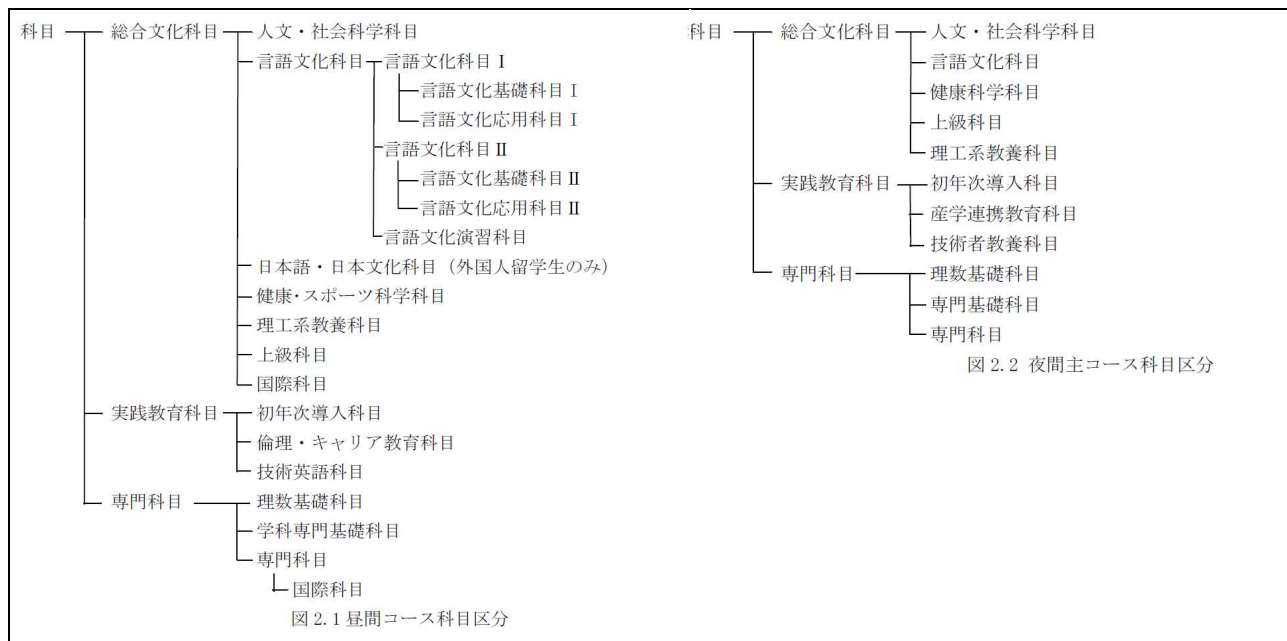 科目 総合文化科目 人文・社会科学科目
言語文化科目 言語文化科目Ⅰ
言語文化基礎科目Ⅰ
言語文化応用科目Ⅰ
言語文化科目Ⅱ
言語文化基礎科目Ⅱ
言語文化応用科目Ⅱ
言語文化演習科目
日本語・日本文化科目（外国人留学生のみ）
健康・スポーツ科学科目
理工系教養科目
上級科目
国際科目
実践教育科目 初年次導入科目
倫理・キャリア教育科目
技術英語科目
専門科目 理数基礎科目
学科専門基礎科目
専門科目
国際科目
図 2.1 昼間コース科目区分
科目 総合文化科目 人文・社会科学科目
言語文化科目
健康科学科目
上級科目
理工系教養科目
実践教育科目 初年次導入科目
産学連携教育科目
技術者教養科目
専門科目 理数基礎科目
専門基礎科目
専門科目
図 2.2 夜間主コース科目区分